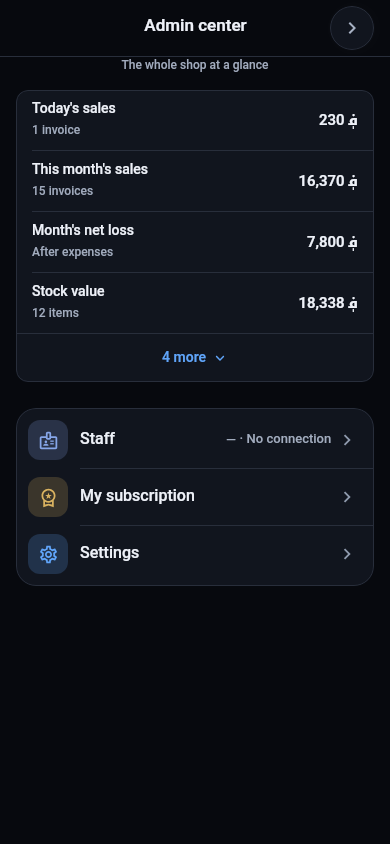 Admin center
The whole shop at a glance
Today's sales
1 invoice
230
This month's sales
15 invoices
16,370
Month's net loss
After expenses
7,800
Stock value
12 items
18,338
4 more
Staff
— · No connection
My subscription
Settings